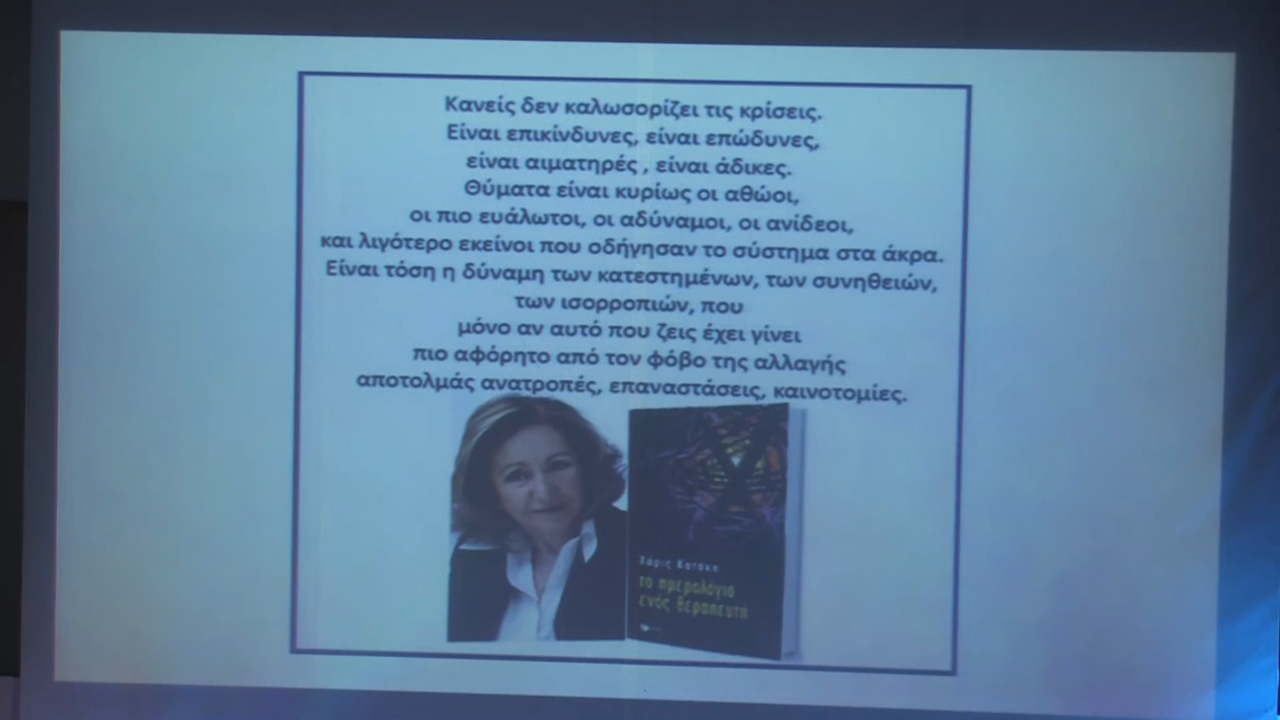 Κανείς δεν καλωσορίζει τις κρίσεις.
Είναι επικίνδυνες, είναι επώδυνες,
είναι αιματηρές , είναι άδικες.
Θύματα είναι κυρίως οι αθώοι,
οι πιο ευάλωτοι, οι αδύναμοι, οι ανίδεοι,
και λιγότερο εκείνοι που οδήγησαν το σύστημα στα άκρα.
Είναι τόση η δύναμη των κατεστημένων, των συνηθειών,
των ισορροπιών, που
μόνο αν αυτό που ζεις έχει γίνει
πιο αφόρητο από τον φόβο της αλλαγής
αποτολμάς ανατροπές, επαναστάσεις, καινοτομίες.
Χάρις Κατάκη
το ημερολόγιο
ενός θεραπευτή